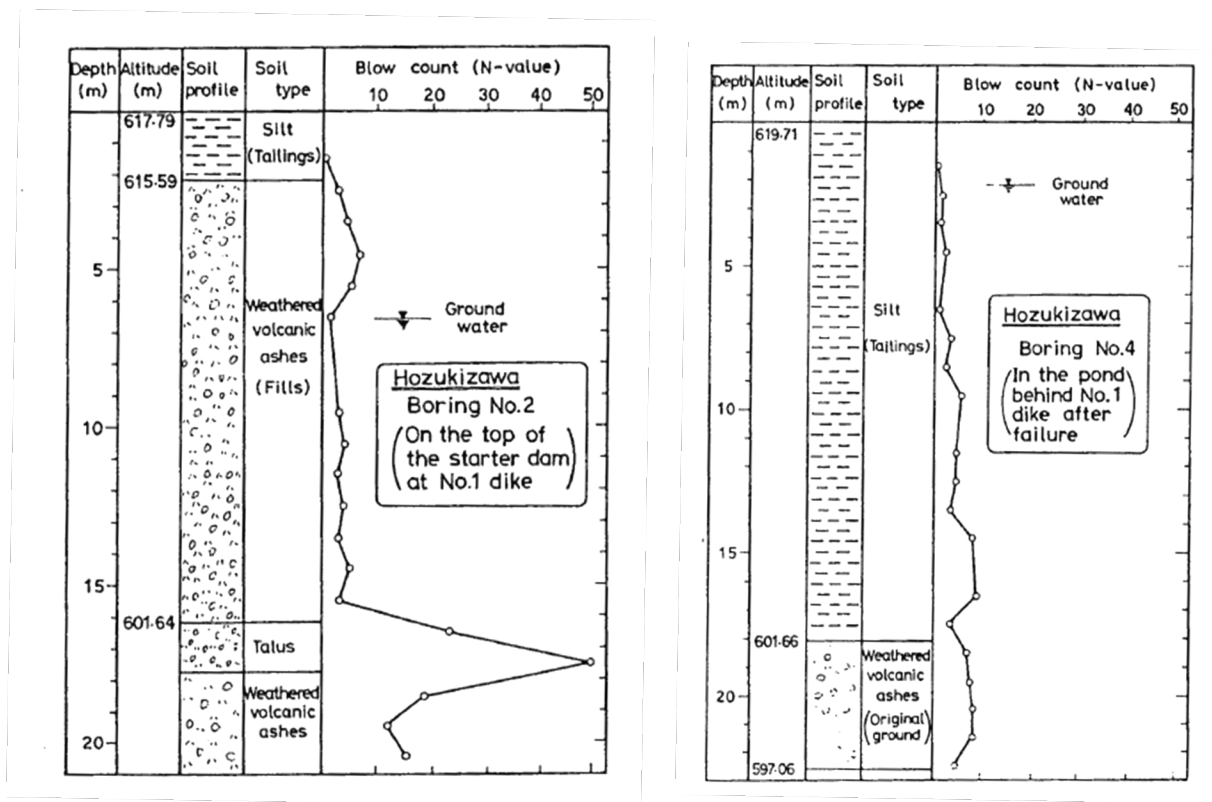 Depth Altitude Soil Soil Blow count (N-value)
(m) (m) profile type 10 20 30 40 50
617.79
Silt
(Tailings)
615.59
5
Weathered
volcanic
ashes
(Fills)
Ground
water
Hozukizawa
Boring No.2
(On the top of
the starter dam
at No.1 dike)
10
15
601.64
Talus
Weathered
volcanic
ashes
20
Depth Altitude Soil Soil Blow count (N-value)
(m) (m) profile type 10 20 30 40 50
619.71
Ground
water
5
Silt
(Tailings)
Hozukizawa
Boring No.4
(In the pond
behind No.1
dike after
failure)
10
15
601.66
Weathered
volcanic
ashes
(Original
ground)
20
597.06